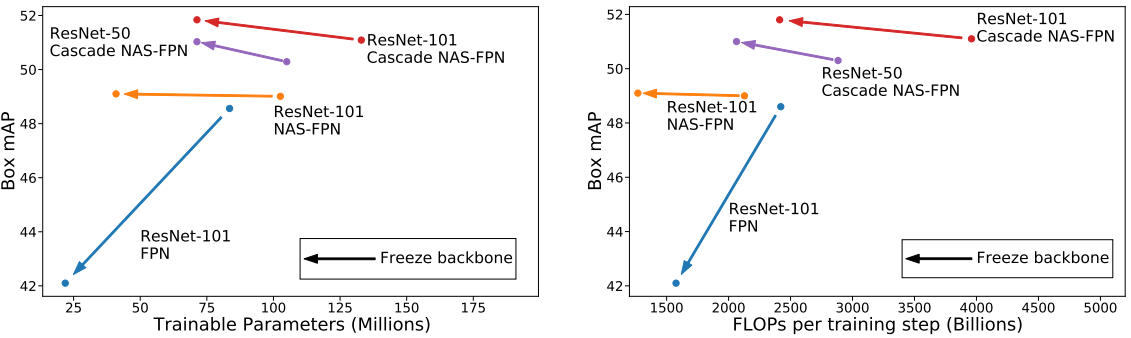 52
50
48
46
44
42
Box mAP
ResNet-50
Cascade NAS-FPN
ResNet-101
Cascade NAS-FPN
ResNet-101
NAS-FPN
ResNet-101
FPN
Freeze backbone
25 50 75 100 125 150 175
Trainable Parameters (Millions)
52
50
48
46
44
42
Box mAP
ResNet-101
Cascade NAS-FPN
ResNet-50
Cascade NAS-FPN
ResNet-101
NAS-FPN
ResNet-101
FPN
Freeze backbone
1500 2000 2500 3000 3500 4000 4500 5000
FLOPs per training step (Billions)